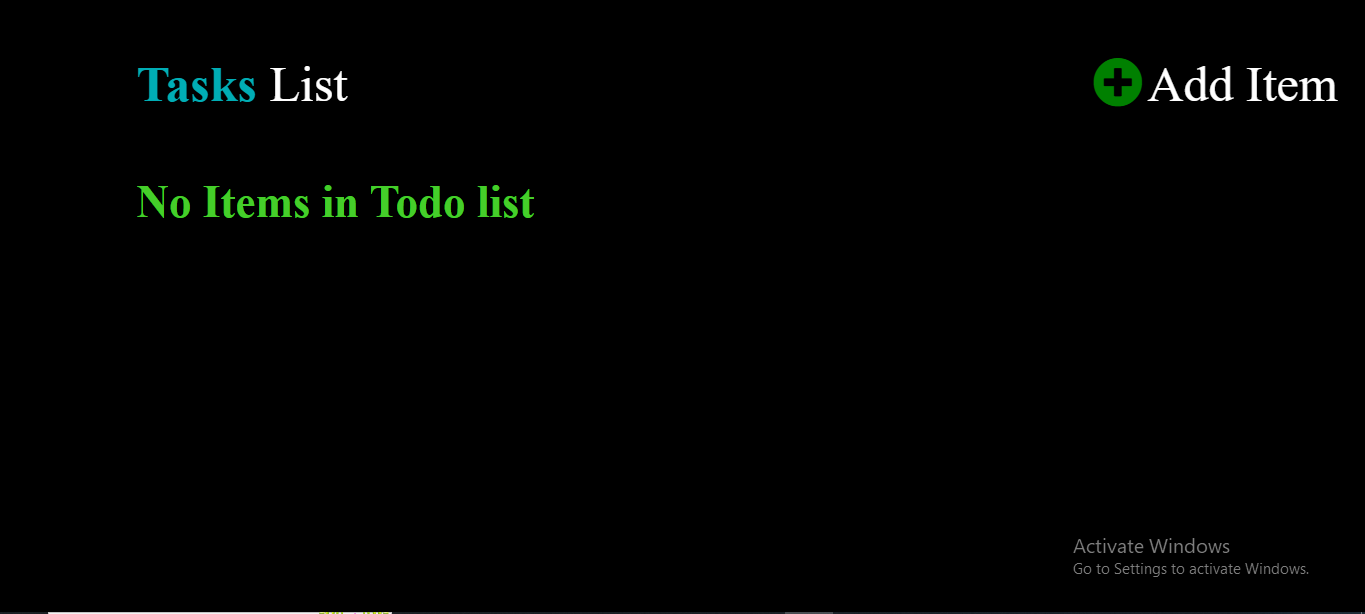 Tasks List
Add Item
No Items in Todo list
Activate Windows
Go to Settings to activate Windows.